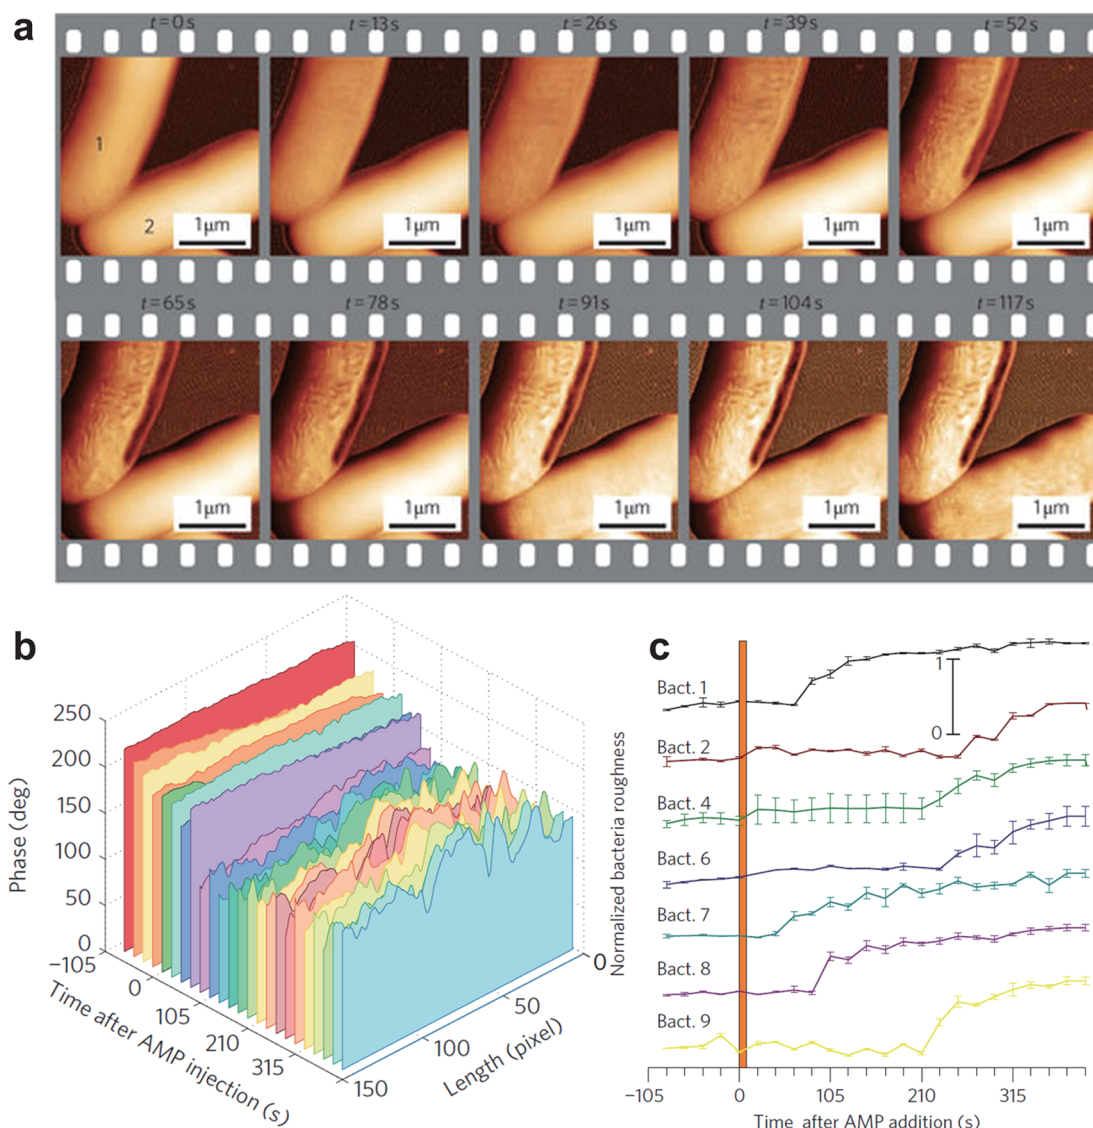 a
t=0s t=13s t=26s t=39s t=52s
1
2
1μm 1μm 1μm 1μm 1μm
t=65s t=78s t=91s t=104s t=117s
1μm 1μm 1μm 1μm 1μm
b
250
200
150
100
50
0
Phase (deg)
−105
0
105
210
315
Time after AMP injection (s)
150
100
50
0
Length (pixel)
c
Normalized bacteria roughness
Bact. 1
1
0
Bact. 2
Bact. 4
Bact. 6
Bact. 7
Bact. 8
Bact. 9
−105 0 105 210 315
Time after AMP addition (s)